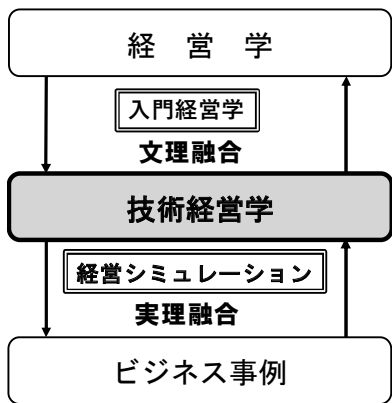 経 営 学
入門経営学
文理融合
技術経営学
経営シミュレーション
実理融合
ビジネス事例